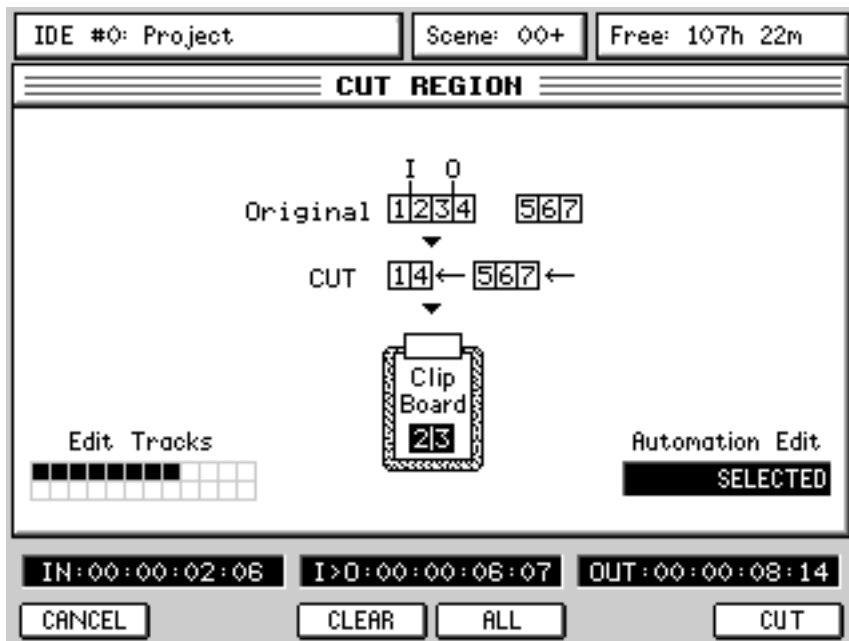 IDE #0: Project Scene: 00+ Free: 107h 22m
CUT REGION
I O
Original 1234 567
CUT 14← 567←
Clip
Board
23
Edit Tracks
Automation Edit
SELECTED
IN:00:00:02:06 I>O:00:00:06:07 OUT:00:00:08:14
CANCEL CLEAR ALL CUT